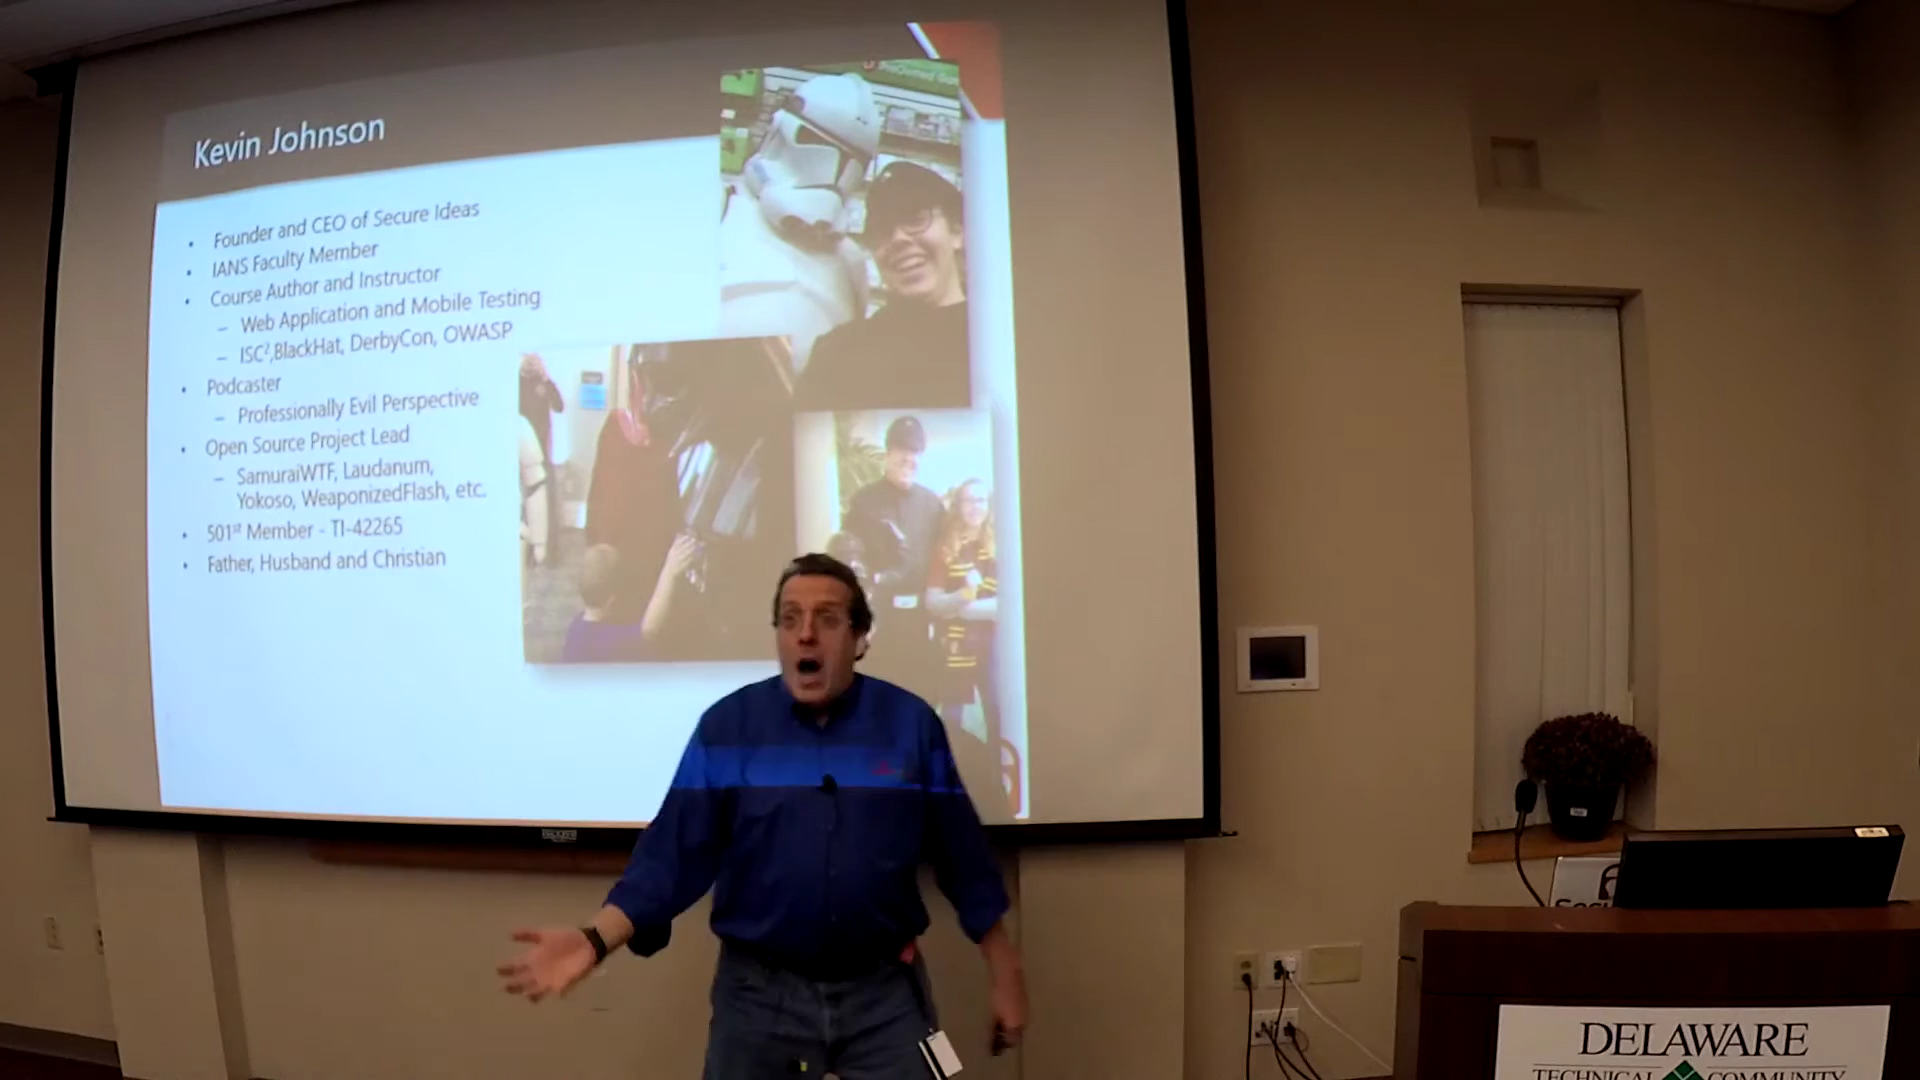 Kevin Johnson
• Founder and CEO of Secure Ideas
• IANS Faculty Member
• Course Author and Instructor
– Web Application and Mobile Testing
– ISC²,BlackHat, DerbyCon, OWASP
• Podcaster
– Professionally Evil Perspective
• Open Source Project Lead
– SamuraiWTF, Laudanum,
Yokoso, WeaponizedFlash, etc.
• 501st Member - TI-42265
• Father, Husband and Christian
DELAWARE
TECHNICAL COMMUNITY